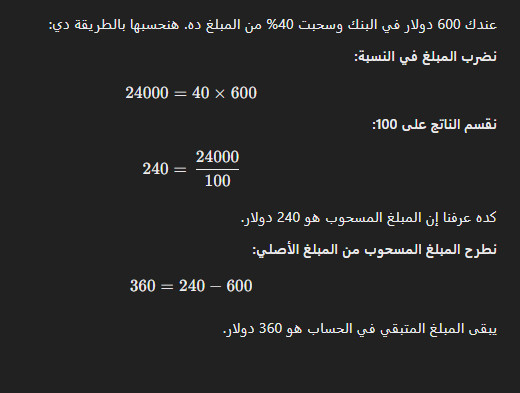 عندك 600 دولار في البنك وسحبت 40% من المبلغ ده. هنحسبها بالطريقة دي:
نضرب المبلغ في النسبة:
24000 = 40 × 600
نقسم الناتج على 100:
240 = 24000/100
كده عرفنا إن المبلغ المسحوب هو 240 دولار.
نطرح المبلغ المسحوب من المبلغ الأصلي:
360 = 240 − 600
يبقى المبلغ المتبقي في الحساب هو 360 دولار.